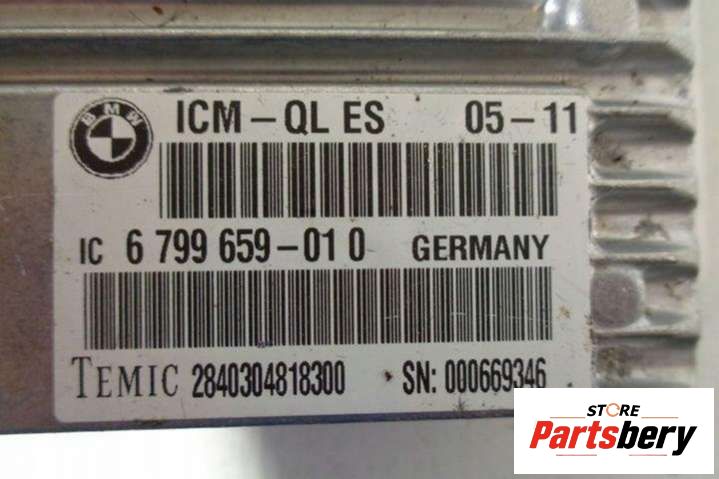 BMW
ICM – QL ES 05 – 11
IC 6 799 659 – 01 0 GERMANY
TEMIC 2840304818300 SN: 000669346
STORE
Partsbery